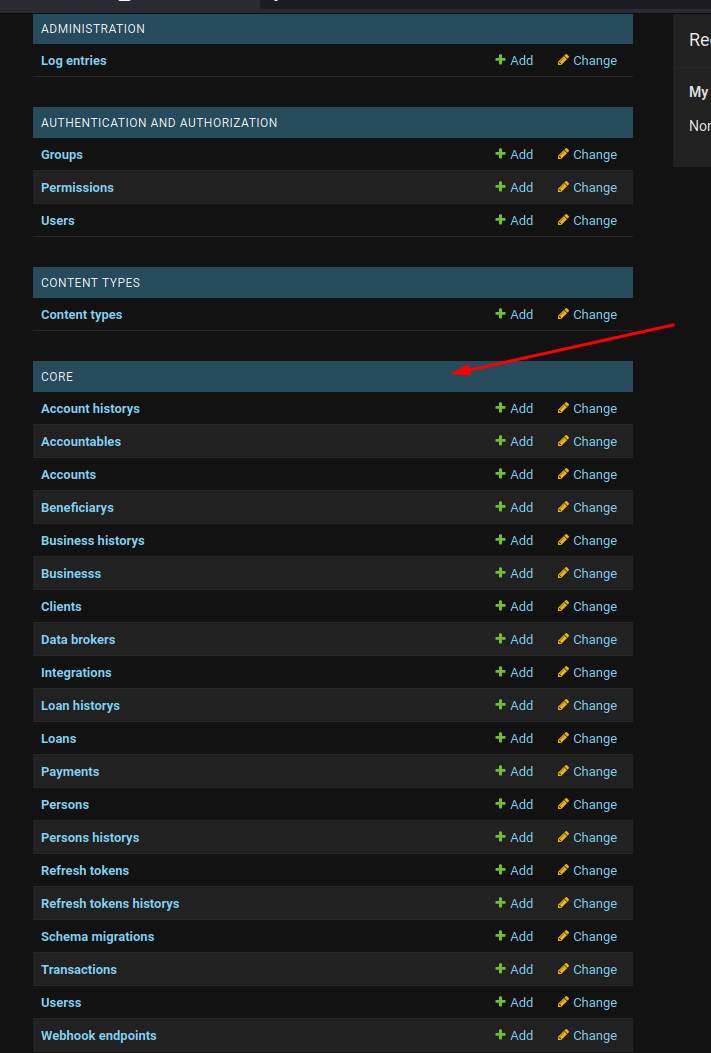 ADMINISTRATION
Log entries Add Change
AUTHENTICATION AND AUTHORIZATION
Groups Add Change
Permissions Add Change
Users Add Change
CONTENT TYPES
Content types Add Change
CORE
Account historys Add Change
Accountables Add Change
Accounts Add Change
Beneficiarys Add Change
Business historys Add Change
Businesss Add Change
Clients Add Change
Data brokers Add Change
Integrations Add Change
Loan historys Add Change
Loans Add Change
Payments Add Change
Persons Add Change
Persons historys Add Change
Refresh tokens Add Change
Refresh tokens historys Add Change
Schema migrations Add Change
Transactions Add Change
Userss Add Change
Webhook endpoints Add Change
My